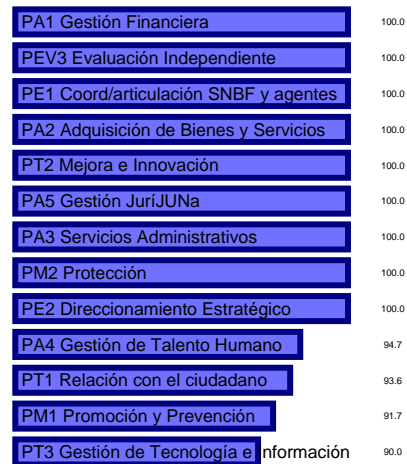 PA1 Gestión Financiera 100.0
PEV3 Evaluación Independiente 100.0
PE1 Coord/articulación SNBF y agentes 100.0
PA2 Adquisición de Bienes y Servicios 100.0
PT2 Mejora e Innovación 100.0
PA5 Gestión JuríJUNa 100.0
PA3 Servicios Administrativos 100.0
PM2 Protección 100.0
PE2 Direccionamiento Estratégico 100.0
PA4 Gestión de Talento Humano 94.7
PT1 Relación con el ciudadano 93.6
PM1 Promoción y Prevención 91.7
PT3 Gestión de Tecnología e Información 90.0